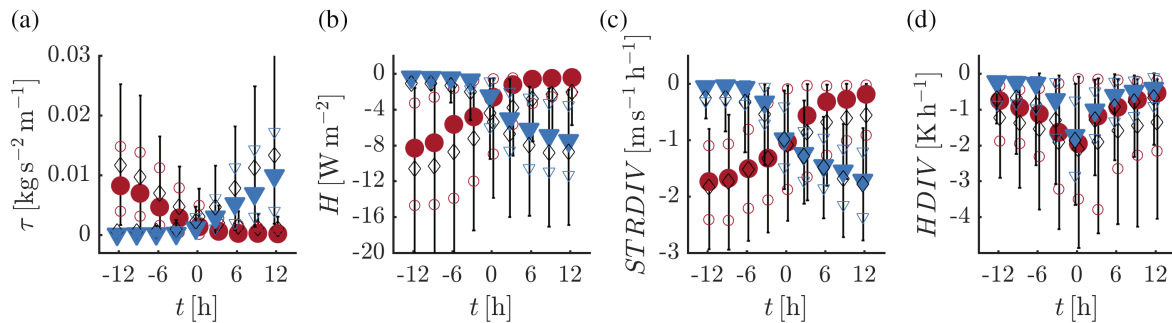 (a)
τ [kg s⁻² m⁻¹]
0.03
0.02
0.01
0
-12 -6 0 6 12
t [h]
(b)
H [W m⁻²]
0
-4
-8
-12
-16
-20
-12 -6 0 6 12
t [h]
(c)
STRDIV [m s⁻¹ h⁻¹]
0
-1
-2
-3
-12 -6 0 6 12
t [h]
(d)
HDIV [K h⁻¹]
0
-1
-2
-3
-4
-12 -6 0 6 12
t [h]